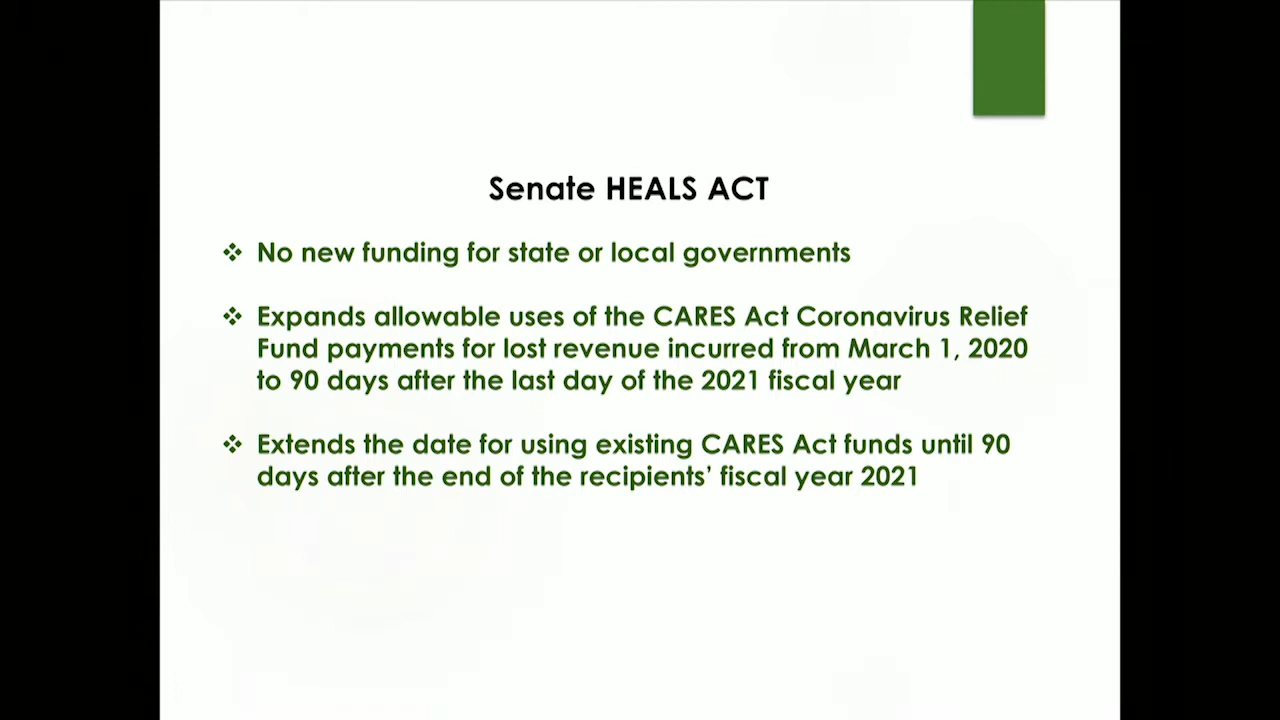 Senate HEALS ACT
❖ No new funding for state or local governments
❖ Expands allowable uses of the CARES Act Coronavirus Relief
Fund payments for lost revenue incurred from March 1, 2020
to 90 days after the last day of the 2021 fiscal year
❖ Extends the date for using existing CARES Act funds until 90
days after the end of the recipients’ fiscal year 2021